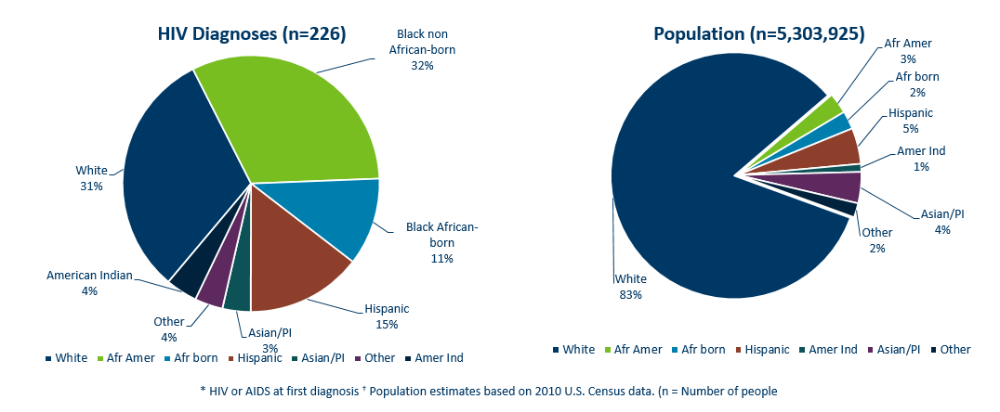 HIV Diagnoses (n=226)
Black non
African-born
32%
White
31%
Black African-
born
11%
American Indian
4%
Hispanic
15%
Other
4%
Asian/PI
3%
White Afr Amer Afr born Hispanic Asian/PI Other Amer Ind
Population (n=5,303,925)
Afr Amer
3%
Afr born
2%
Hispanic
5%
Amer Ind
1%
Asian/PI
4%
Other
2%
White
83%
White Afr Amer Afr born Hispanic Amer Ind Asian/PI Other
* HIV or AIDS at first diagnosis † Population estimates based on 2010 U.S. Census data. (n = Number of people